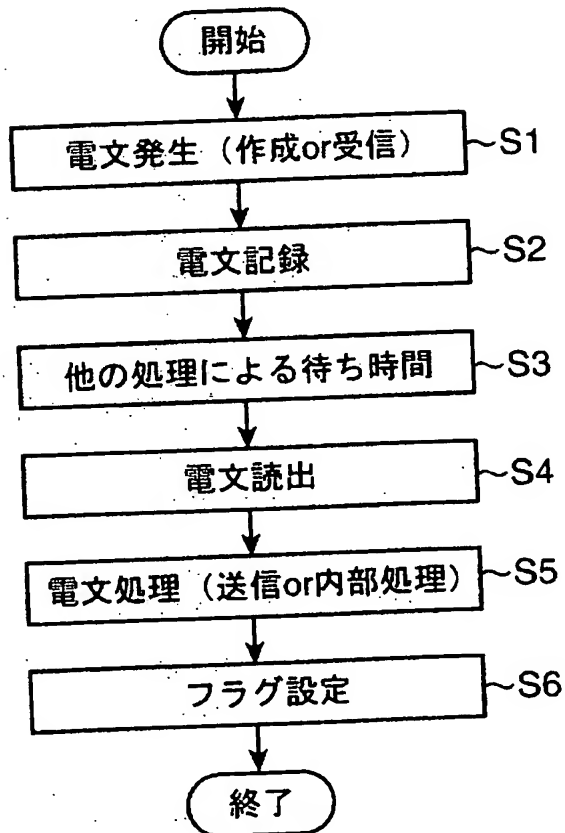 開始
電文発生（作成or受信） ~S1
電文記録 ~S2
他の処理による待ち時間 ~S3
電文読出 ~S4
電文処理（送信or内部処理） ~S5
フラグ設定 ~S6
終了